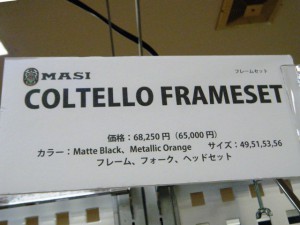 MASI
フレームセット
COLTELLO FRAMESET
価格：68,250円（65,000円）
カラー：Matte Black、Metallic Orange　サイズ：49,51,53,56
フレーム、フォーク、ヘッドセット